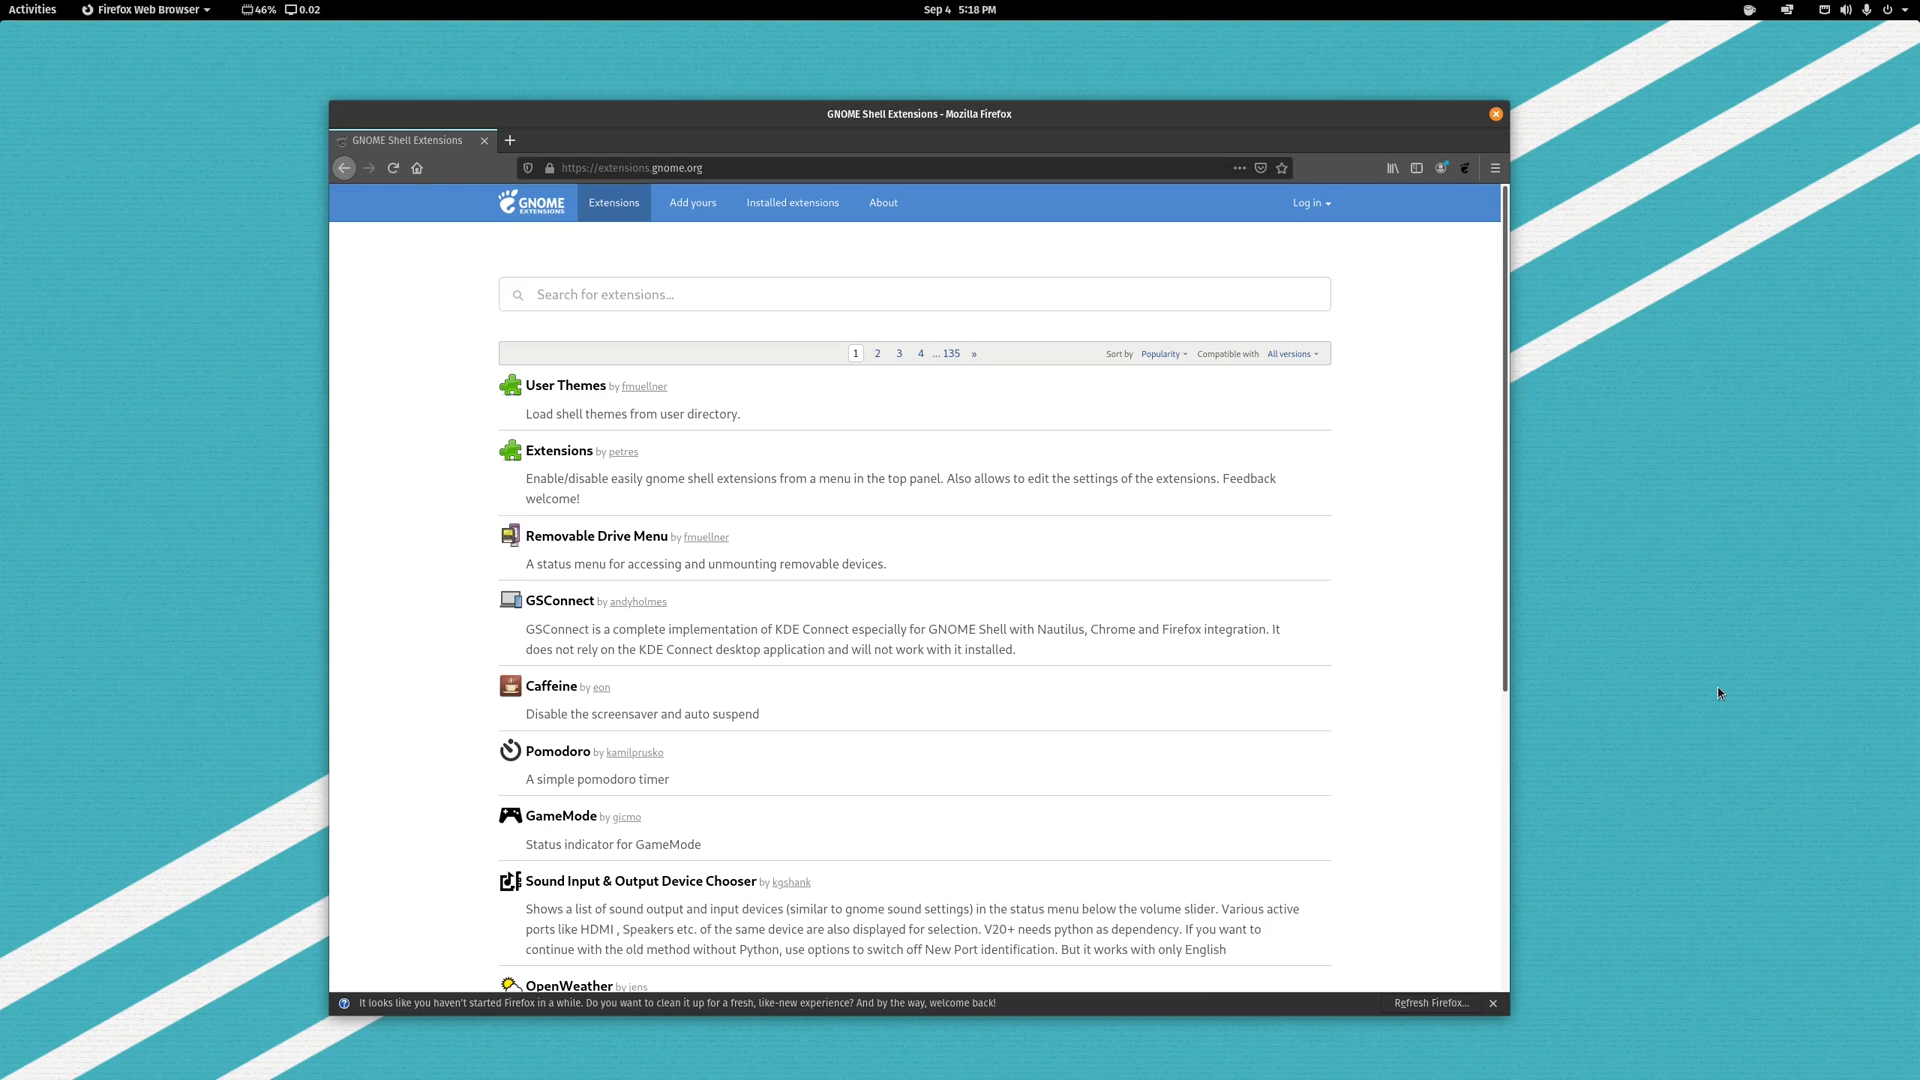 Activities Firefox Web Browser 46% 0.02 Sep 4 5:18 PM
GNOME Shell Extensions - Mozilla Firefox
GNOME Shell Extensions
https://extensions.gnome.org
GNOME EXTENSIONS Extensions Add yours Installed extensions About Log in
Search for extensions...
1 2 3 4 ... 135 » Sort by Popularity Compatible with All versions
User Themes by fmuellner
Load shell themes from user directory.
Extensions by petres
Enable/disable easily gnome shell extensions from a menu in the top panel. Also allows to edit the settings of the extensions. Feedback
welcome!
Removable Drive Menu by fmuellner
A status menu for accessing and unmounting removable devices.
GSConnect by andyholmes
GSConnect is a complete implementation of KDE Connect especially for GNOME Shell with Nautilus, Chrome and Firefox integration. It
does not rely on the KDE Connect desktop application and will not work with it installed.
Caffeine by eon
Disable the screensaver and auto suspend
Pomodoro by kamilprusko
A simple pomodoro timer
GameMode by gicmo
Status indicator for GameMode
Sound Input & Output Device Chooser by kgshank
Shows a list of sound output and input devices (similar to gnome sound settings) in the status menu below the volume slider. Various active
ports like HDMI , Speakers etc. of the same device are also displayed for selection. V20+ needs python as dependency. If you want to
continue with the old method without Python, use options to switch off New Port identification. But it works with only English
OpenWeather by jens
It looks like you haven't started Firefox in a while. Do you want to clean it up for a fresh, like-new experience? And by the way, welcome back! Refresh Firefox...